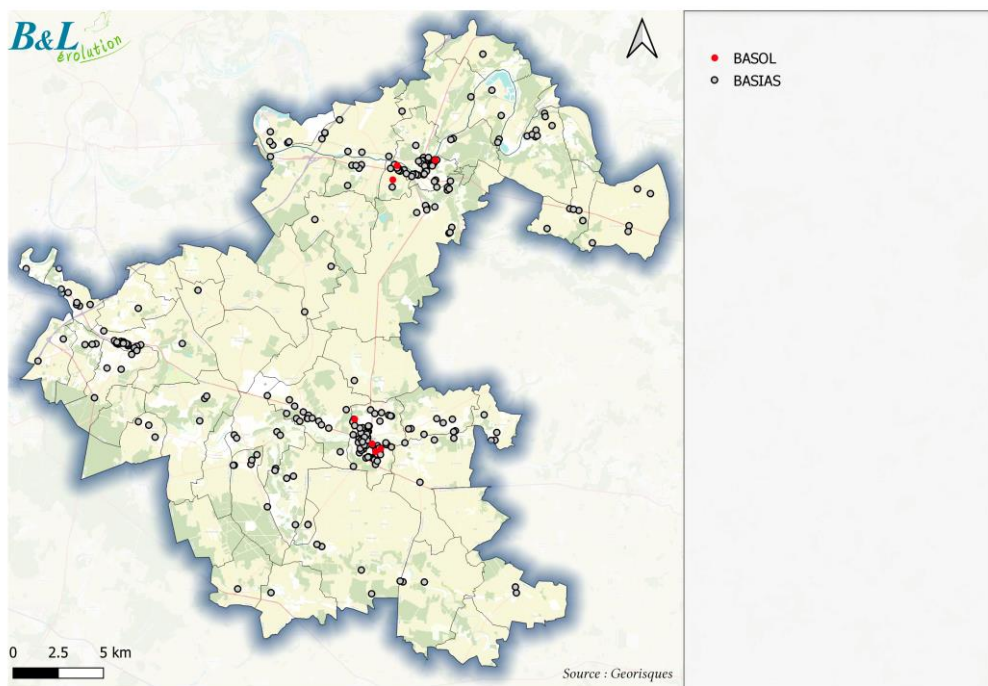 B&L
évolution
BASOL
BASIAS
0 2.5 5 km
Source : Georisques